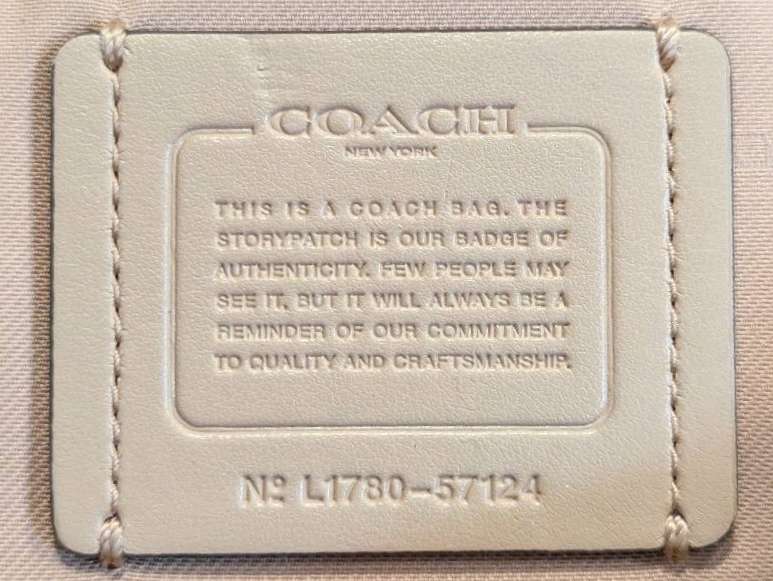 COACH
NEW YORK
THIS IS A COACH BAG. THE
STORYPATCH IS OUR BADGE OF
AUTHENTICITY. FEW PEOPLE MAY
SEE IT, BUT IT WILL ALWAYS BE A
REMINDER OF OUR COMMITMENT
TO QUALITY AND CRAFTSMANSHIP.
Nº L1780-57124